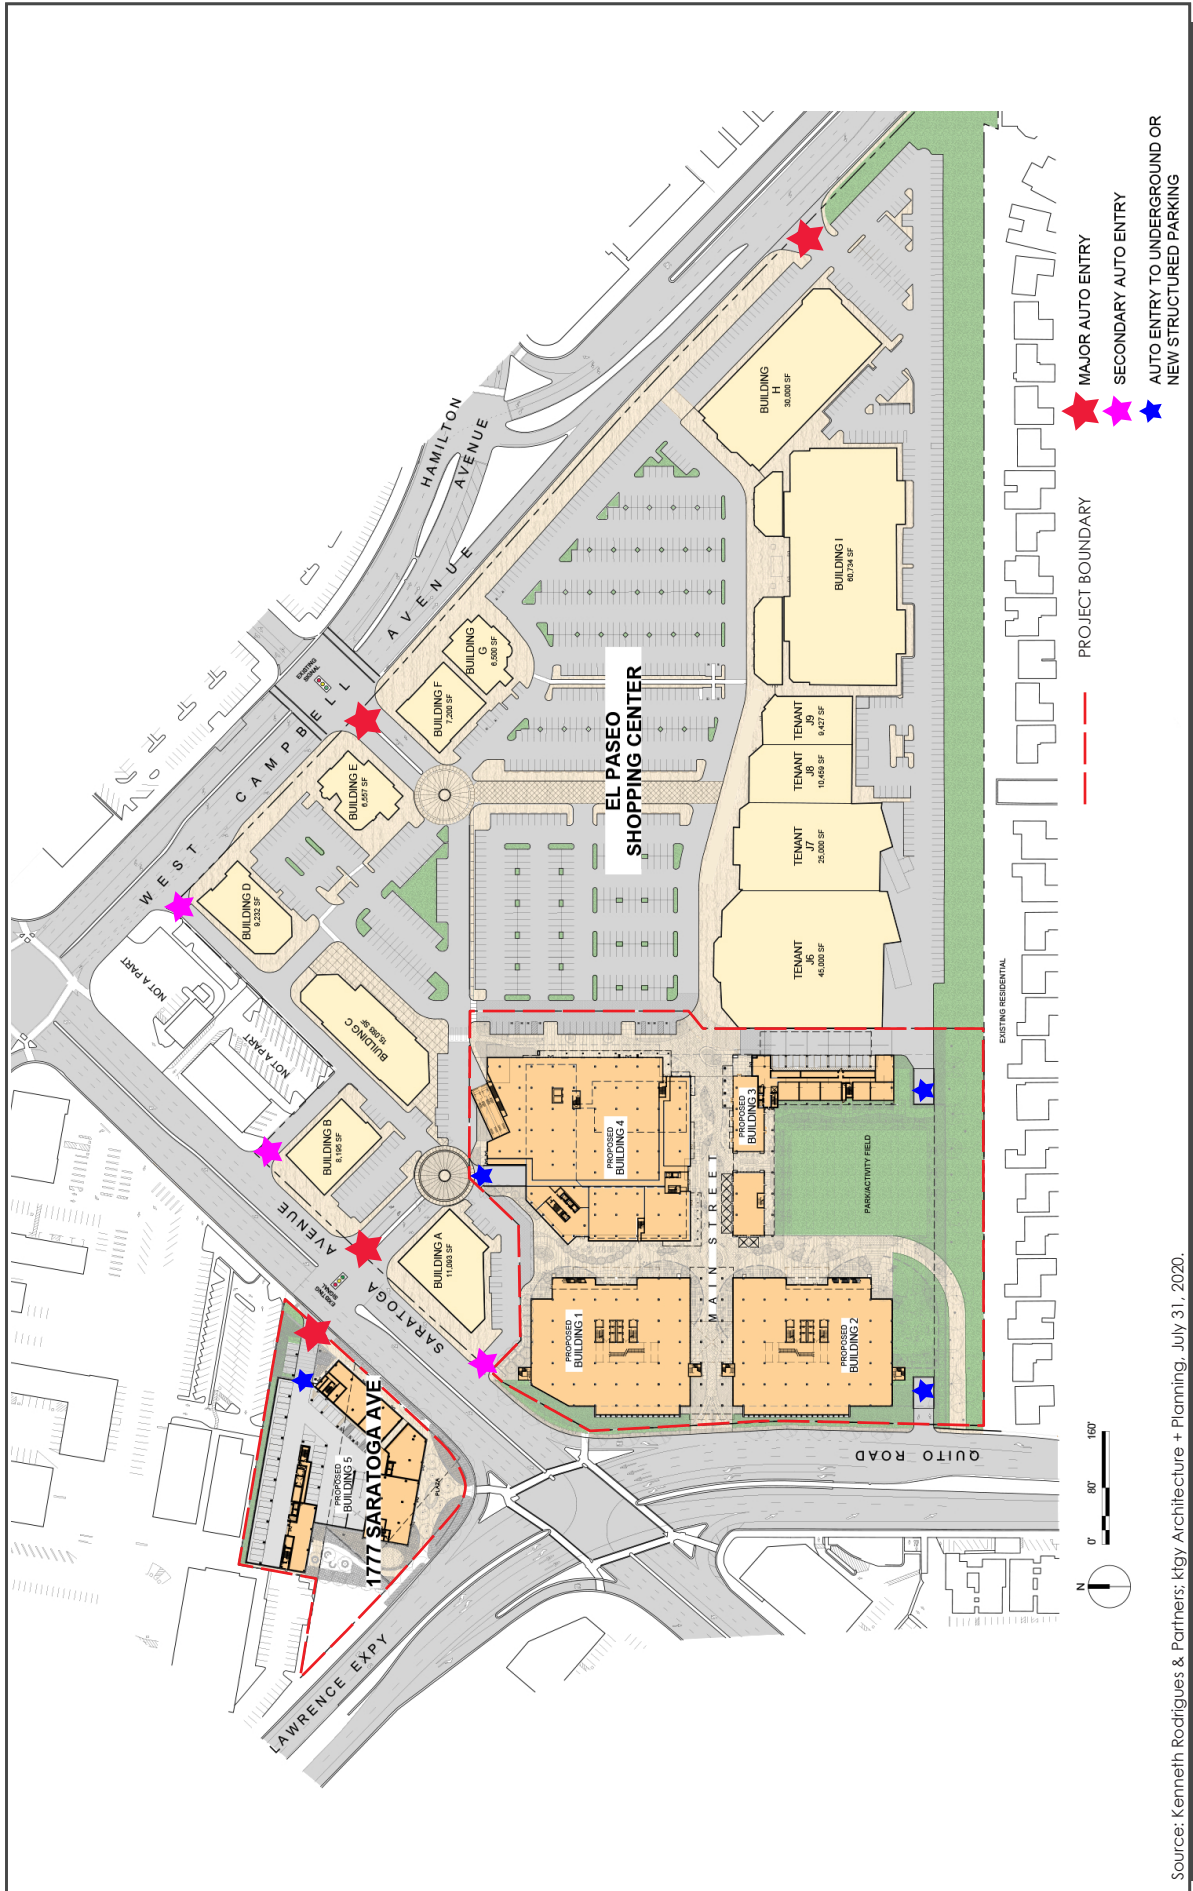 WEST CAMPBELL AVENUE
HAMILTON
AVENUE
EXISTING
SIGNAL
NOT A PART
NOT A PART
BUILDING D
9,232 SF
BUILDING E
6,557 SF
BUILDING F
7,200 SF
BUILDING
G
6,500 SF
BUILDING C
15,093 SF
BUILDING B
8,195 SF
BUILDING A
11,093 SF
SARATOGA AVENUE
EXISTING
SIGNAL
EL PASEO
SHOPPING CENTER
BUILDING
H
30,000 SF
BUILDING I
60,734 SF
TENANT
J9
9,427 SF
TENANT
J8
10,459 SF
TENANT
J7
25,000 SF
TENANT
J6
45,000 SF
PROPOSED
BUILDING 4
PROPOSED
BUILDING 3
MAIN STREET
PROPOSED
BUILDING 1
PROPOSED
BUILDING 2
PARK/ACTIVITY FIELD
PROPOSED
BUILDING 5
1777 SARATOGA AVE
PLAZA
LAWRENCE EXPY
QUITO ROAD
EXISTING RESIDENTIAL
N
0'
80'
160'
PROJECT BOUNDARY
MAJOR AUTO ENTRY
SECONDARY AUTO ENTRY
AUTO ENTRY TO UNDERGROUND OR
NEW STRUCTURED PARKING
Source: Kenneth Rodrigues & Partners; ktgy Architecture + Planning, July 31, 2020.